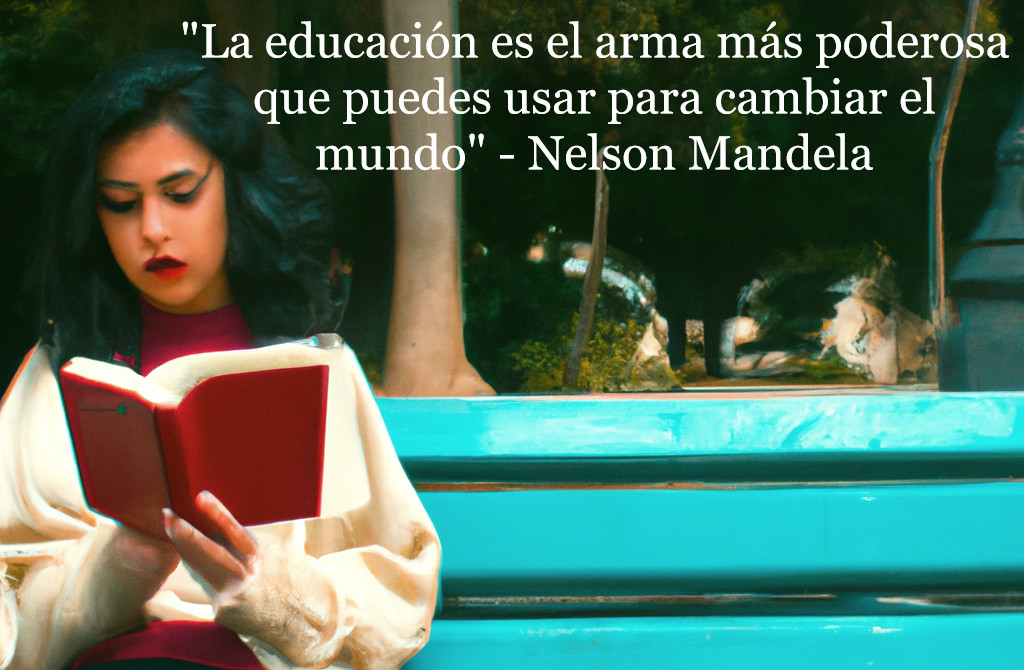 "La educación es el arma más poderosa
que puedes usar para cambiar el
mundo" - Nelson Mandela